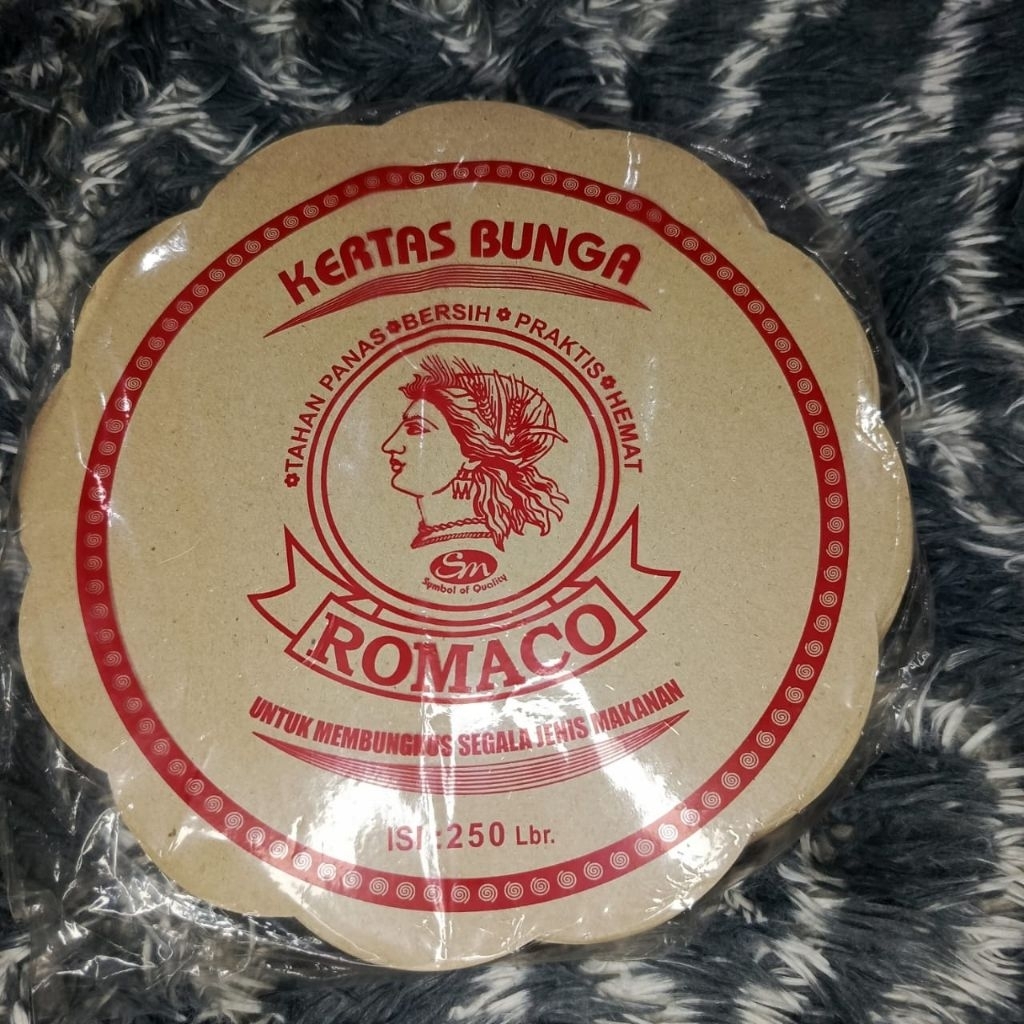 KERTAS BUNGA
TAHAN PANAS BERSIH PRAKTIS HEMAT
Sm
Symbol of Quality
ROMACO
UNTUK MEMBUNGKUS SEGALA JENIS MAKANAN
ISI : 250 Lbr.